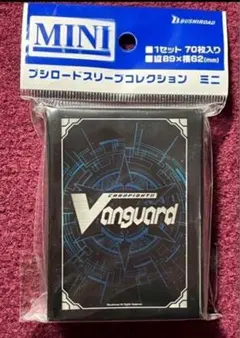 MINI
BUSHIROAD
■1セット 70枚入り
■縦89×横62(mm)
ブシロードスリーブコレクション ミニ
CARDFIGHT!!
Vanguard